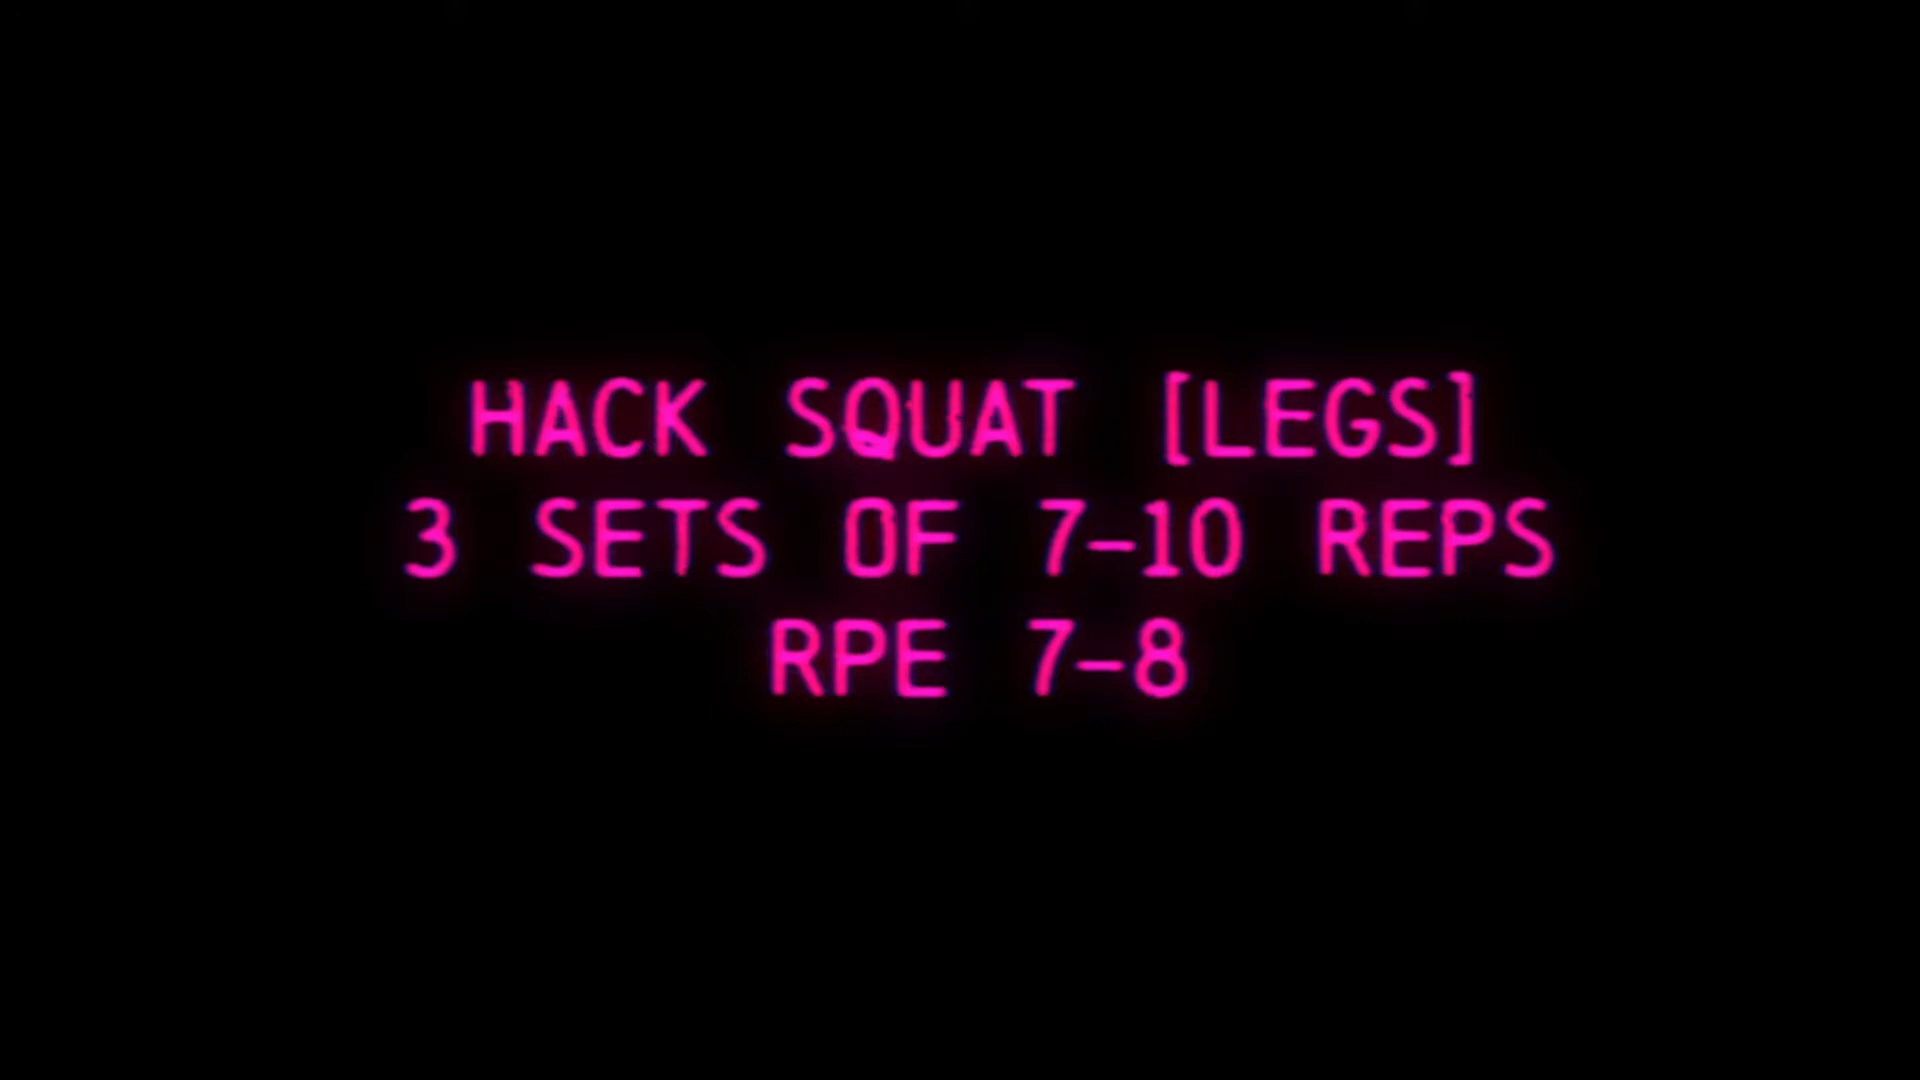 HACK SQUAT [LEGS]
3 SETS OF 7-10 REPS
RPE 7-8